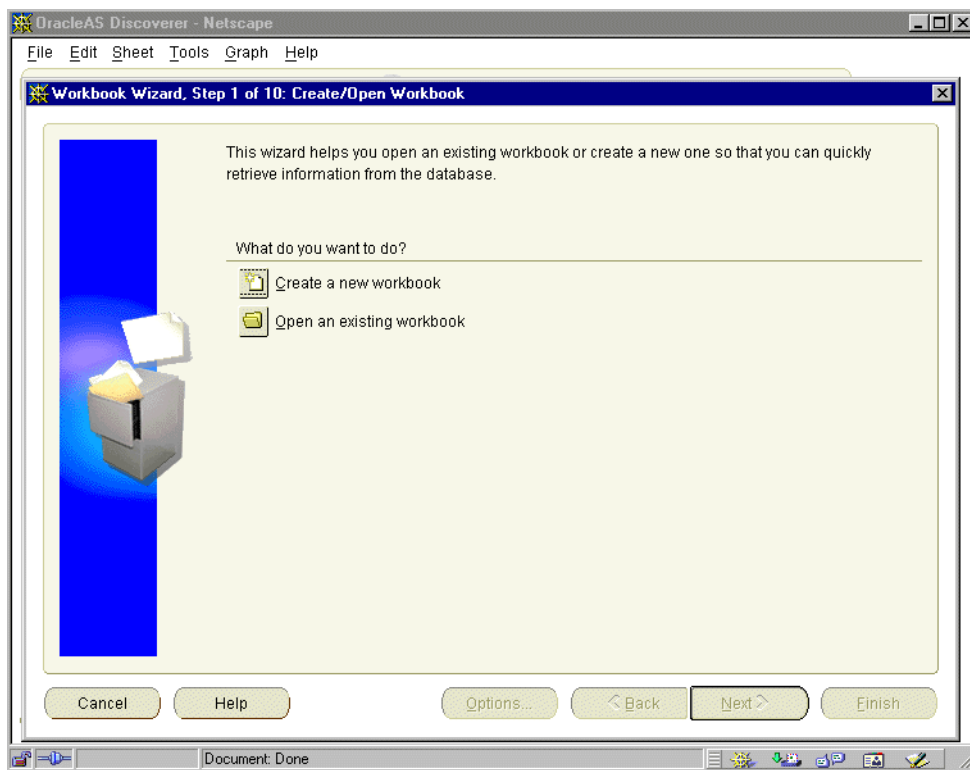 OracleAS Discoverer - Netscape
File Edit Sheet Tools Graph Help
Workbook Wizard, Step 1 of 10: Create/Open Workbook
This wizard helps you open an existing workbook or create a new one so that you can quickly
retrieve information from the database.
What do you want to do?
Create a new workbook
Open an existing workbook
Cancel Help Options... < Back Next > Finish
Document: Done